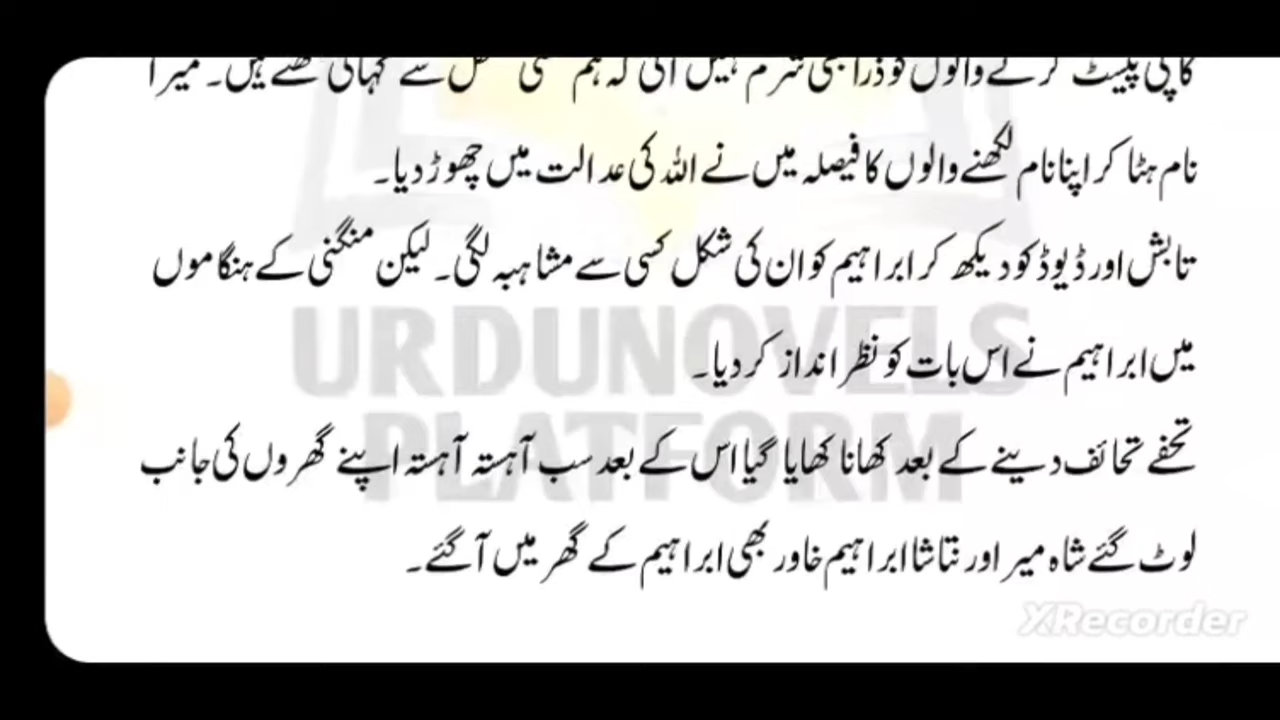 کاپی پیسٹ کرنے والوں کو ذرا بھی شرم نہیں آتی کہ ہم سے کہانی لکھتے ہیں۔ میرا
نام ہٹا کر اپنا نام لکھنے والوں کا فیصلہ میں نے اللہ کی عدالت میں چھوڑ دیا۔
تابش اور ڈیوڈ کو دیکھ کر ابراہیم کو ان کی شکل کسی سے مشابہہ لگی۔ لیکن منگنی کے ہنگاموں
میں ابراہیم نے اس بات کو نظر انداز کر دیا۔
تحفے تحائف دینے کے بعد کھانا کھایا گیا اس کے بعد سب آہستہ آہستہ اپنے گھروں کی جانب
لوٹ گئے شاہ میر اور نتاشا ابراہیم خاور بھی ابراہیم کے گھر میں آ گئے۔
URDUNOVELS
PLATFORM
XRecorder